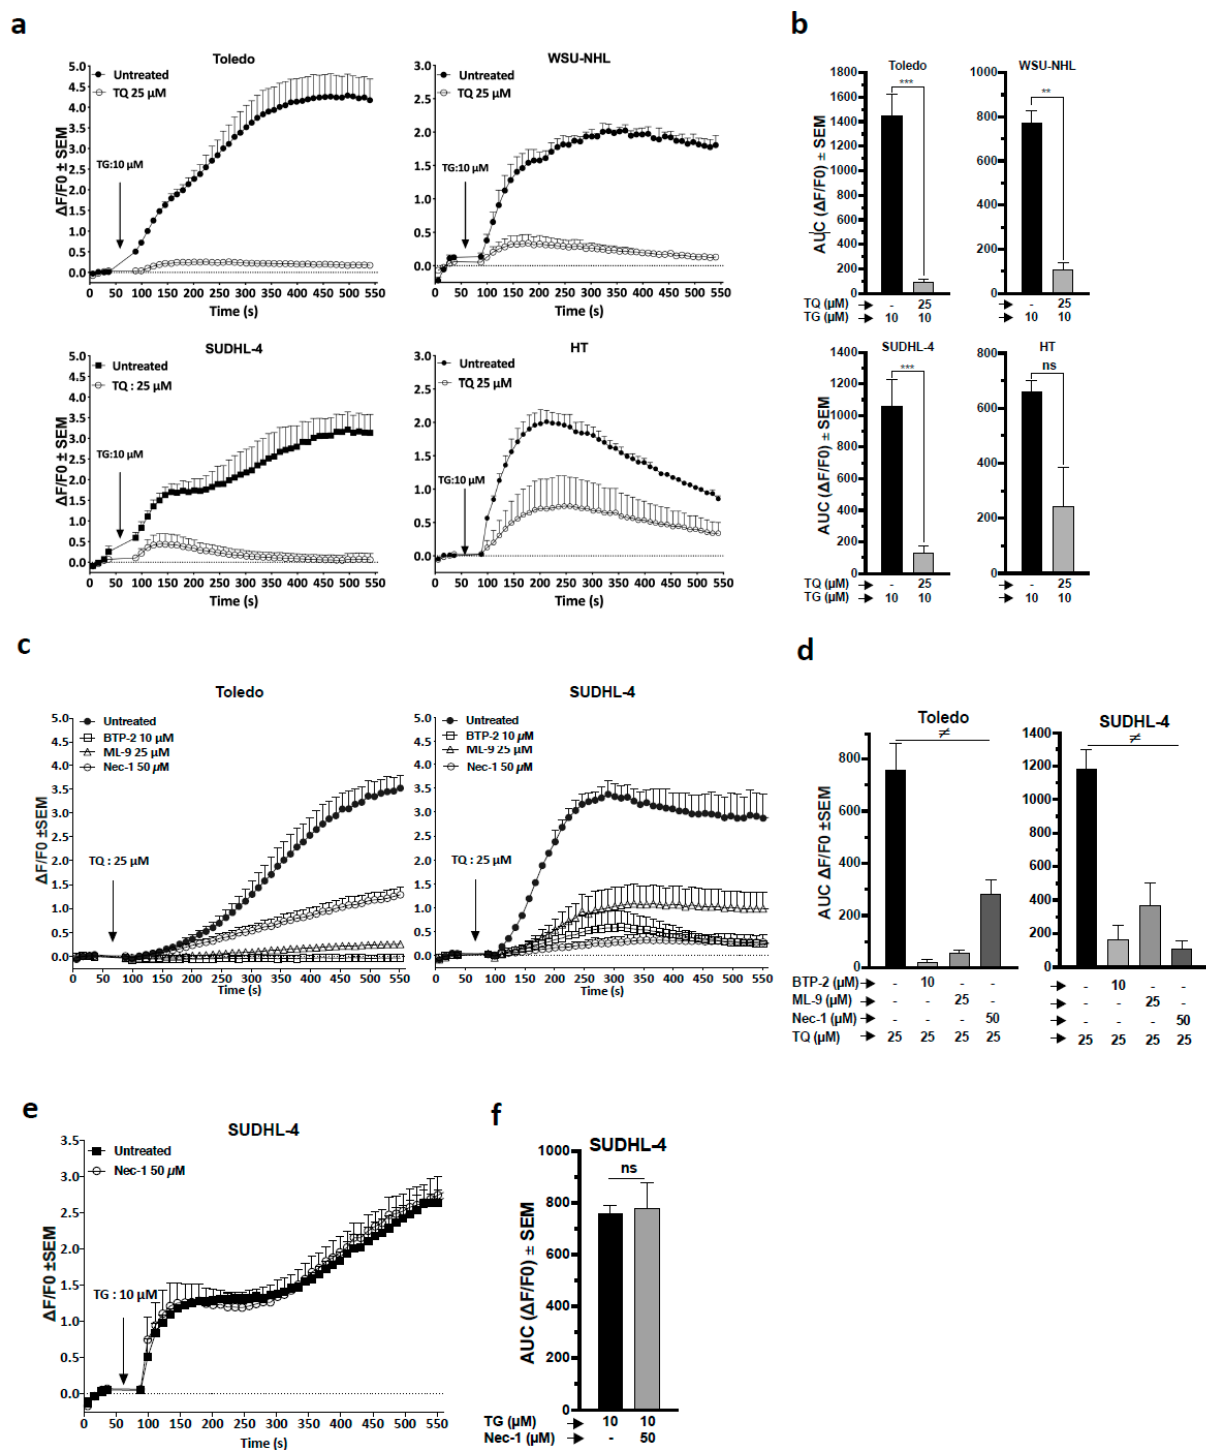 a
Toledo
ΔF/F0 ± SEM
5.0
4.5
4.0
3.5
3.0
2.5
2.0
1.5
1.0
0.5
0.0
Untreated
TQ 25 µM
TG:10 µM
0 50 100 150 200 250 300 350 400 450 500 550
Time (s)
WSU-NHL
3.0
2.5
2.0
1.5
1.0
0.5
0.0
Untreated
TQ 25 µM
TG:10 µM
0 50 100 150 200 250 300 350 400 450 500 550
Time (s)
SUDHL-4
ΔF/F0 ± SEM
5.0
4.5
4.0
3.5
3.0
2.5
2.0
1.5
1.0
0.5
0.0
Untreated
TQ : 25 µM
TG:10 µM
0 50 100 150 200 250 300 350 400 450 500 550
Time (s)
HT
3.0
2.5
2.0
1.5
1.0
0.5
0.0
Untreated
TQ 25 µM
TG:10 µM
0 50 100 150 200 250 300 350 400 450 500 550
Time (s)
b
Toledo
AUC (ΔF/F0) ± SEM
1800
1600
1400
1200
1000
800
600
400
200
0
***
TQ (µM) - 25
TG (µM) 10 10
WSU-NHL
1000
800
600
400
200
0
**
- 25
10 10
SUDHL-4
AUC (ΔF/F0) ± SEM
1400
1200
1000
800
600
400
200
0
***
TQ (µM) - 25
TG (µM) 10 10
HT
800
600
400
200
0
ns
- 25
10 10
c
Toledo
ΔF/F0 ±SEM
5.0
4.5
4.0
3.5
3.0
2.5
2.0
1.5
1.0
0.5
0.0
Untreated
BTP-2 10 µM
ML-9 25 µM
Nec-1 50 µM
TQ : 25 µM
0 50 100 150 200 250 300 350 400 450 500 550
Time (s)
SUDHL-4
5.0
4.5
4.0
3.5
3.0
2.5
2.0
1.5
1.0
0.5
0.0
Untreated
BTP-2 10 µM
ML-9 25 µM
Nec-1 50 µM
TQ : 25 µM
0 50 100 150 200 250 300 350 400 450 500 550
Time (s)
d
Toledo
AUC ΔF/F0 ±SEM
800
600
400
200
0
≠
BTP-2 (µM) - 10 - -
ML-9 (µM) - - 25 -
Nec-1 (µM) - - - 50
TQ (µM) 25 25 25 25
SUDHL-4
1400
1200
1000
800
600
400
200
0
≠
- 10 - -
- - 25 -
- - - 50
25 25 25 25
e
SUDHL-4
ΔF/F0 ±SEM
3.5
3.0
2.5
2.0
1.5
1.0
0.5
0.0
Untreated
Nec-1 50 µM
TG : 10 µM
0 50 100 150 200 250 300 350 400 450 500 550
Time (s)
f
SUDHL-4
AUC (ΔF/F0) ± SEM
1000
800
600
400
200
0
ns
TG (µM) 10 10
Nec-1 (µM) - 50